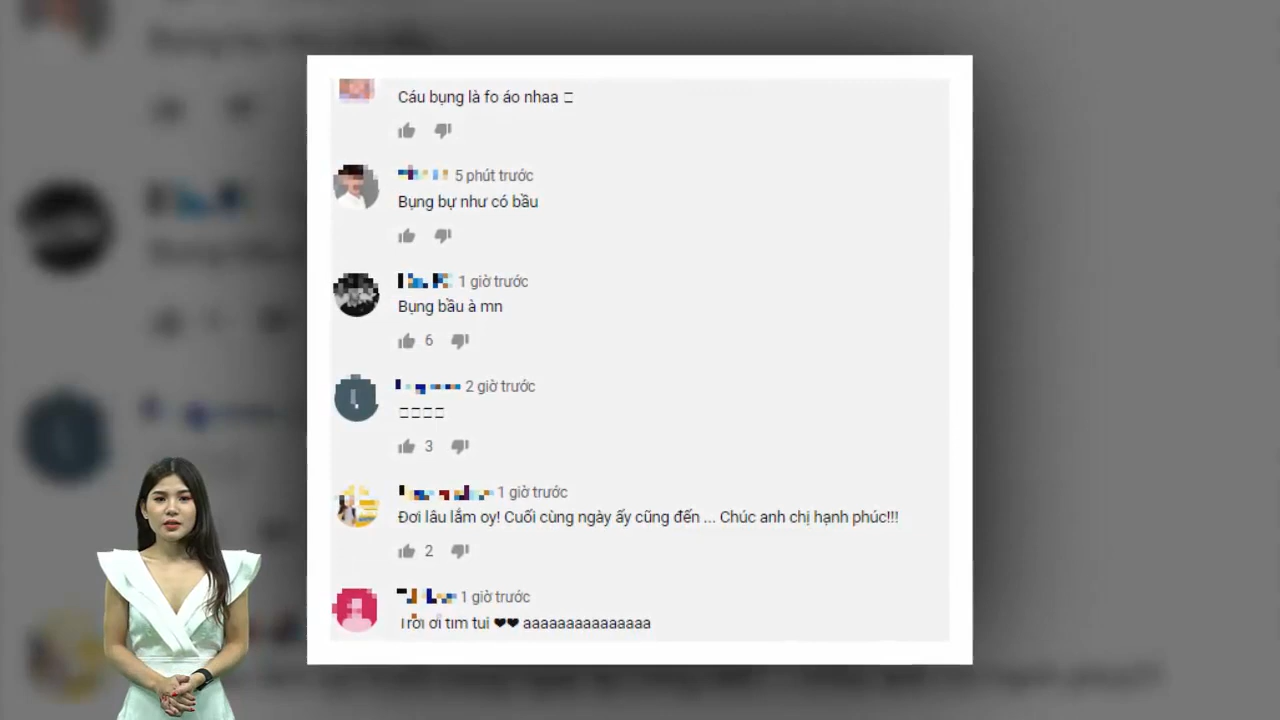 Cáu bụng là fo áo nhaa
5 phút trước
Bụng bự như có bầu
1 giờ trước
Bụng bầu à mn
6
2 giờ trước
3
1 giờ trước
Đơi lâu lắm oy! Cuối cùng ngày ấy cũng đến ... Chúc anh chị hạnh phúc!!!
2
1 giờ trước
Trời ơi tim tui ❤❤ aaaaaaaaaaaaaaa